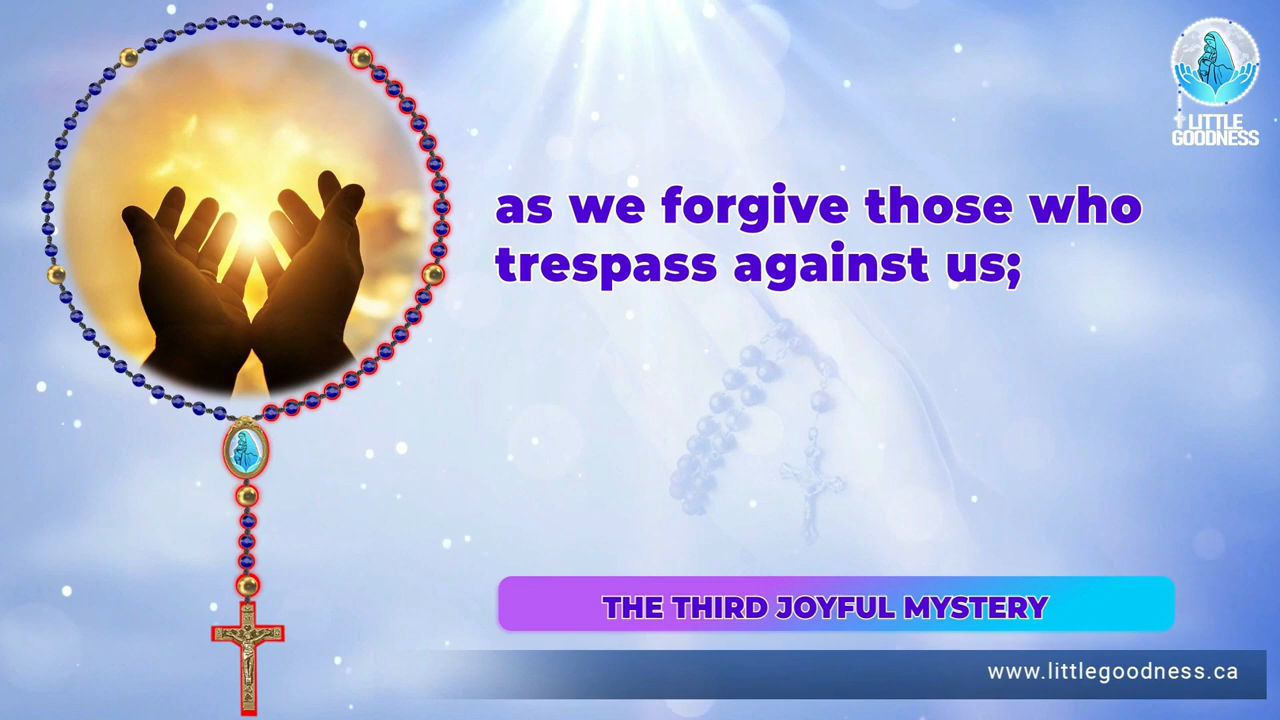 LITTLE
GOODNESS
as we forgive those who
trespass against us;
THE THIRD JOYFUL MYSTERY
www.littlegoodness.ca